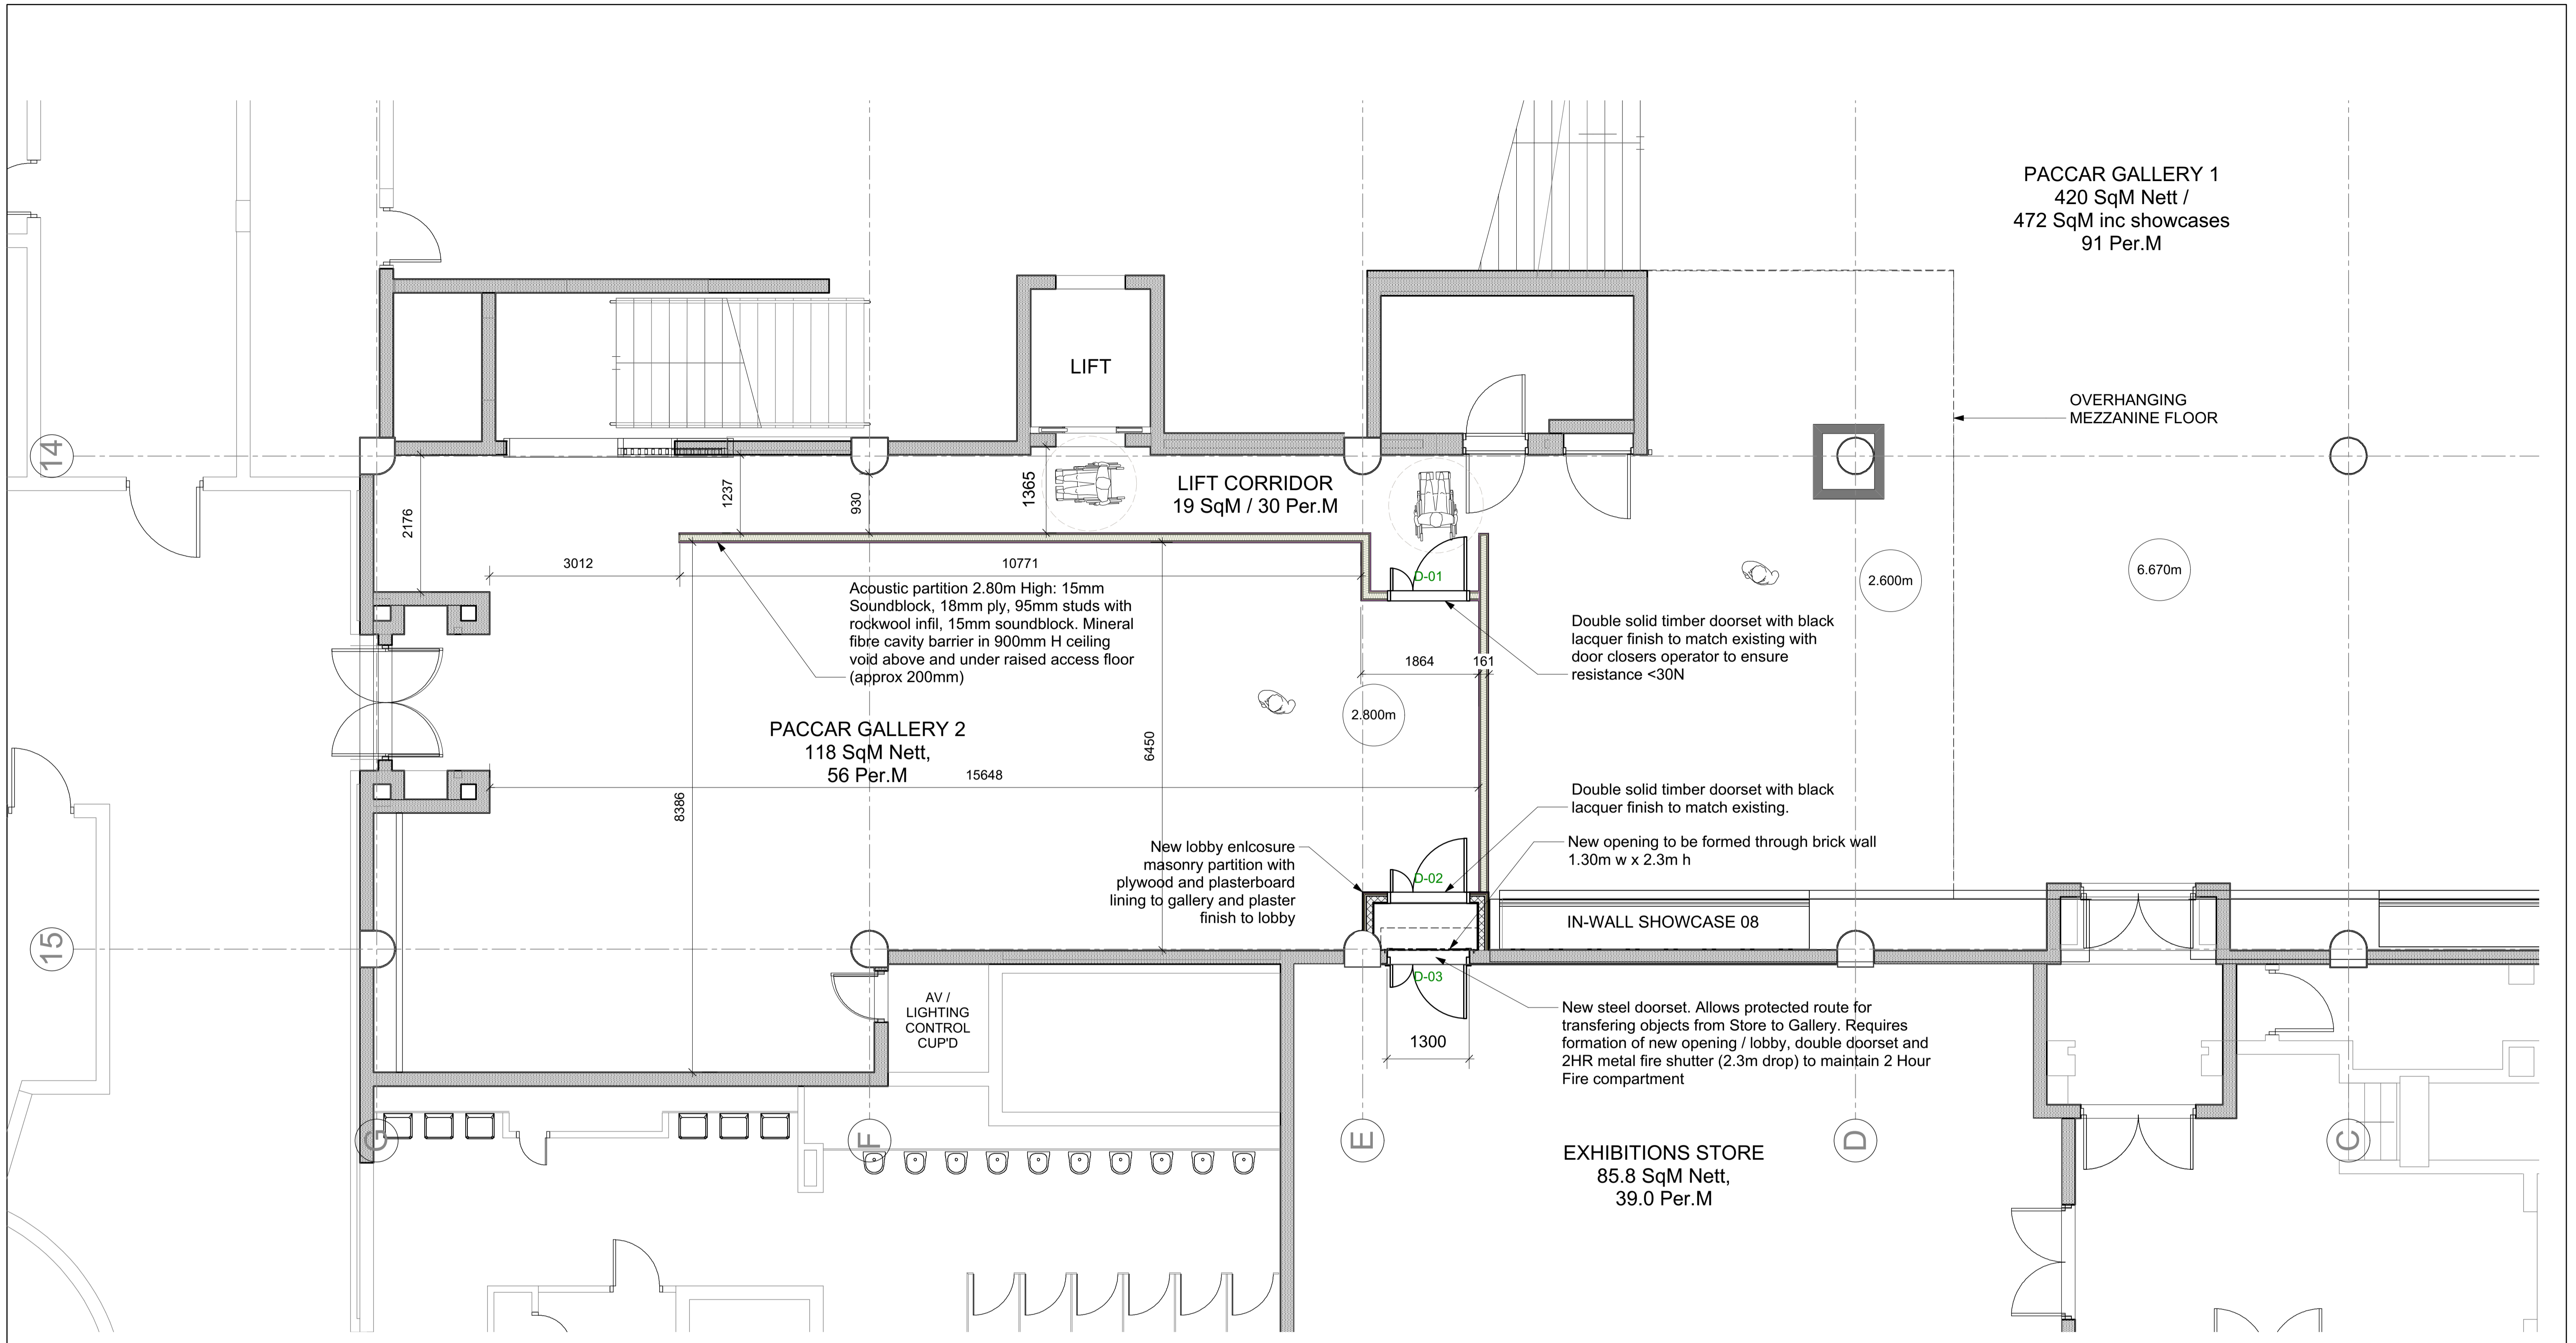 PACCAR GALLERY 1
420 SqM Nett /
472 SqM inc showcases
91 Per.M
LIFT
OVERHANGING
MEZZANINE FLOOR
14
LIFT CORRIDOR
19 SqM / 30 Per.M
2176
1237
930
1365
3012
10771
D-01
2.600m
6.670m
Acoustic partition 2.80m High: 15mm
Soundblock, 18mm ply, 95mm studs with
rockwool infil, 15mm soundblock. Mineral
fibre cavity barrier in 900mm H ceiling
void above and under raised access floor
(approx 200mm)
Double solid timber doorset with black
lacquer finish to match existing with
door closers operator to ensure
resistance <30N
1864
161
2.800m
PACCAR GALLERY 2
118 SqM Nett,
56 Per.M
15648
6450
8386
Double solid timber doorset with black
lacquer finish to match existing.
New opening to be formed through brick wall
1.30m w x 2.3m h
New lobby enlcosure
masonry partition with
plywood and plasterboard
lining to gallery and plaster
finish to lobby
D-02
IN-WALL SHOWCASE 08
15
D-03
AV /
LIGHTING
CONTROL
CUP'D
1300
New steel doorset. Allows protected route for
transfering objects from Store to Gallery. Requires
formation of new opening / lobby, double doorset and
2HR metal fire shutter (2.3m drop) to maintain 2 Hour
Fire compartment
G
F
E
D
C
EXHIBITIONS STORE
85.8 SqM Nett,
39.0 Per.M